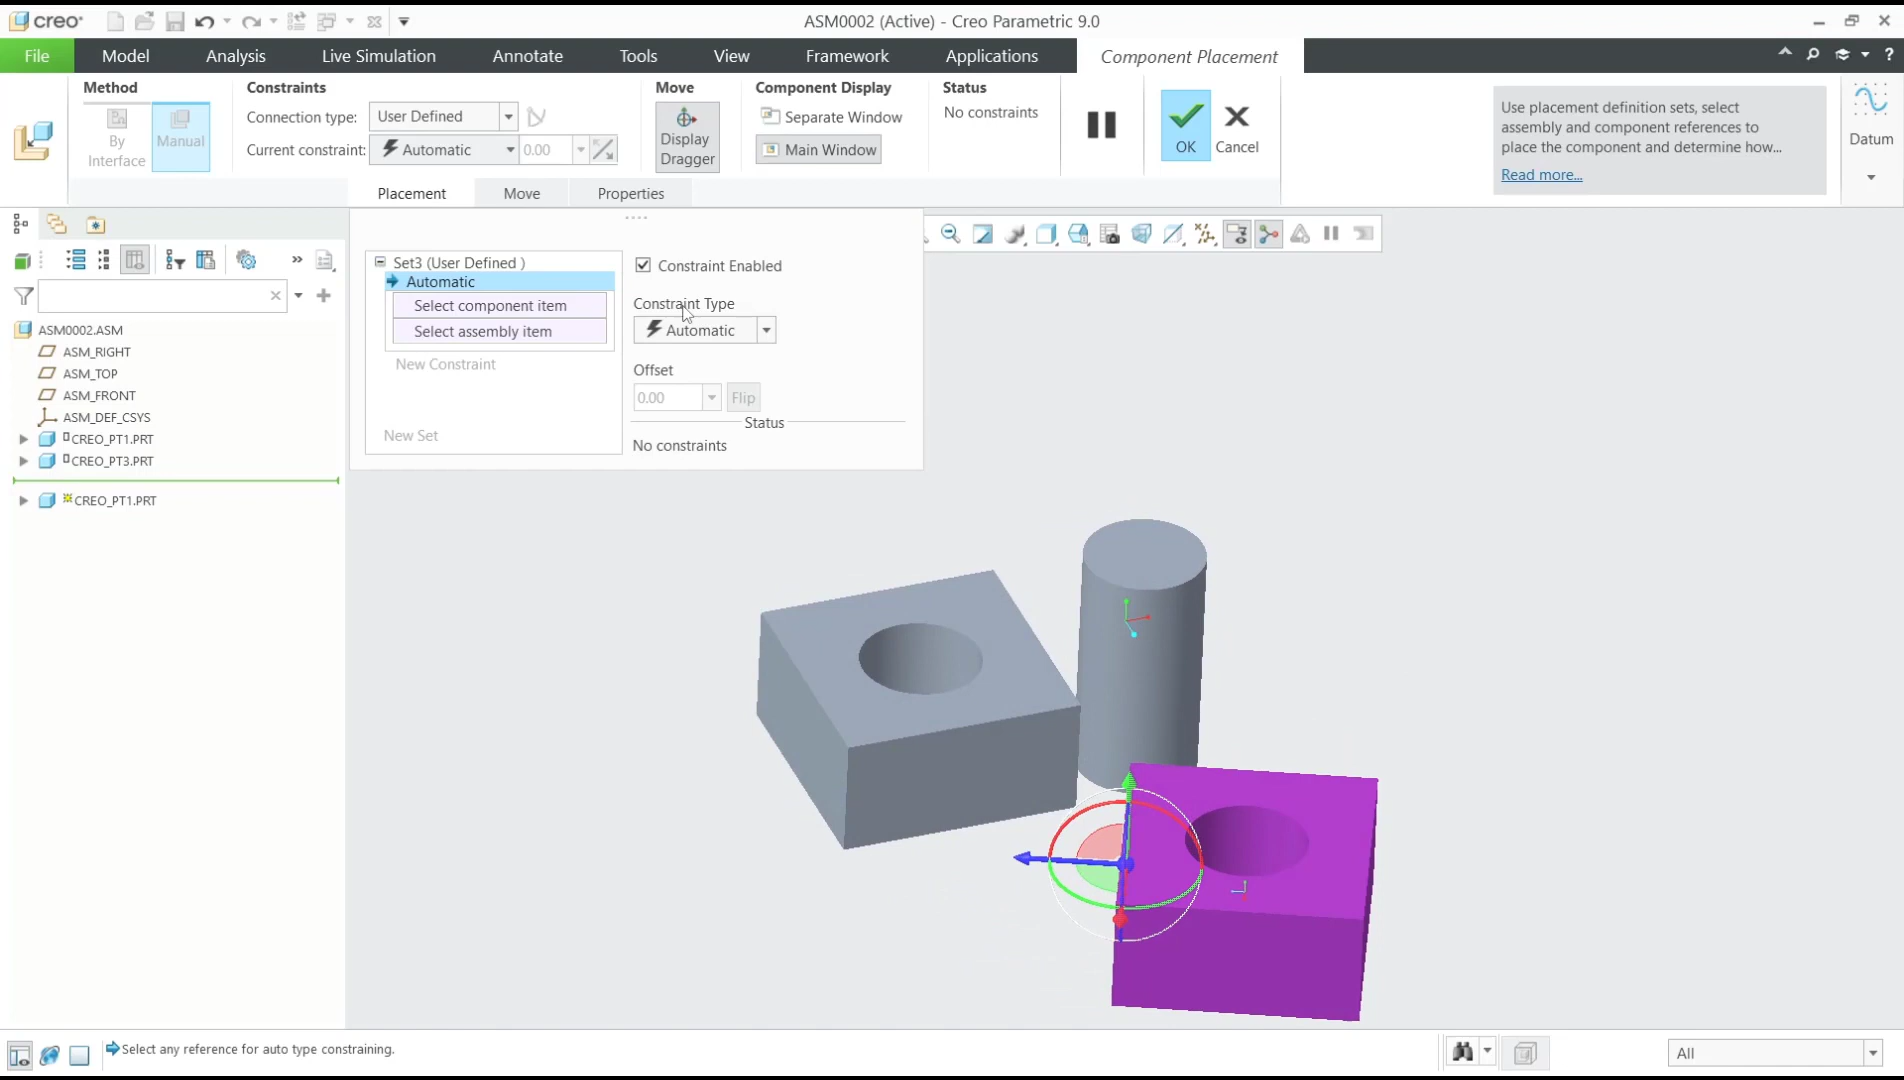 creo
ASM0002 (Active) - Creo Parametric 9.0
File
Model
Analysis
Live Simulation
Annotate
Tools
View
Framework
Applications
Component Placement
?
Method
Constraints
Move
Component Display
Status
By
Interface
Manual
Connection type:
User Defined
Current constraint:
Automatic
0.00
Display
Dragger
Separate Window
Main Window
No constraints
OK
Cancel
Use placement definition sets, select
assembly and component references to
place the component and determine how...
Read more...
Datum
Placement
Move
Properties
Set3 (User Defined )
Automatic
Select component item
Select assembly item
New Constraint
New Set
Constraint Enabled
Constraint Type
Automatic
Offset
0.00
Flip
Status
No constraints
ASM0002.ASM
ASM_RIGHT
ASM_TOP
ASM_FRONT
ASM_DEF_CSYS
CREO_PT1.PRT
CREO_PT3.PRT
CREO_PT1.PRT
Select any reference for auto type constraining.
All